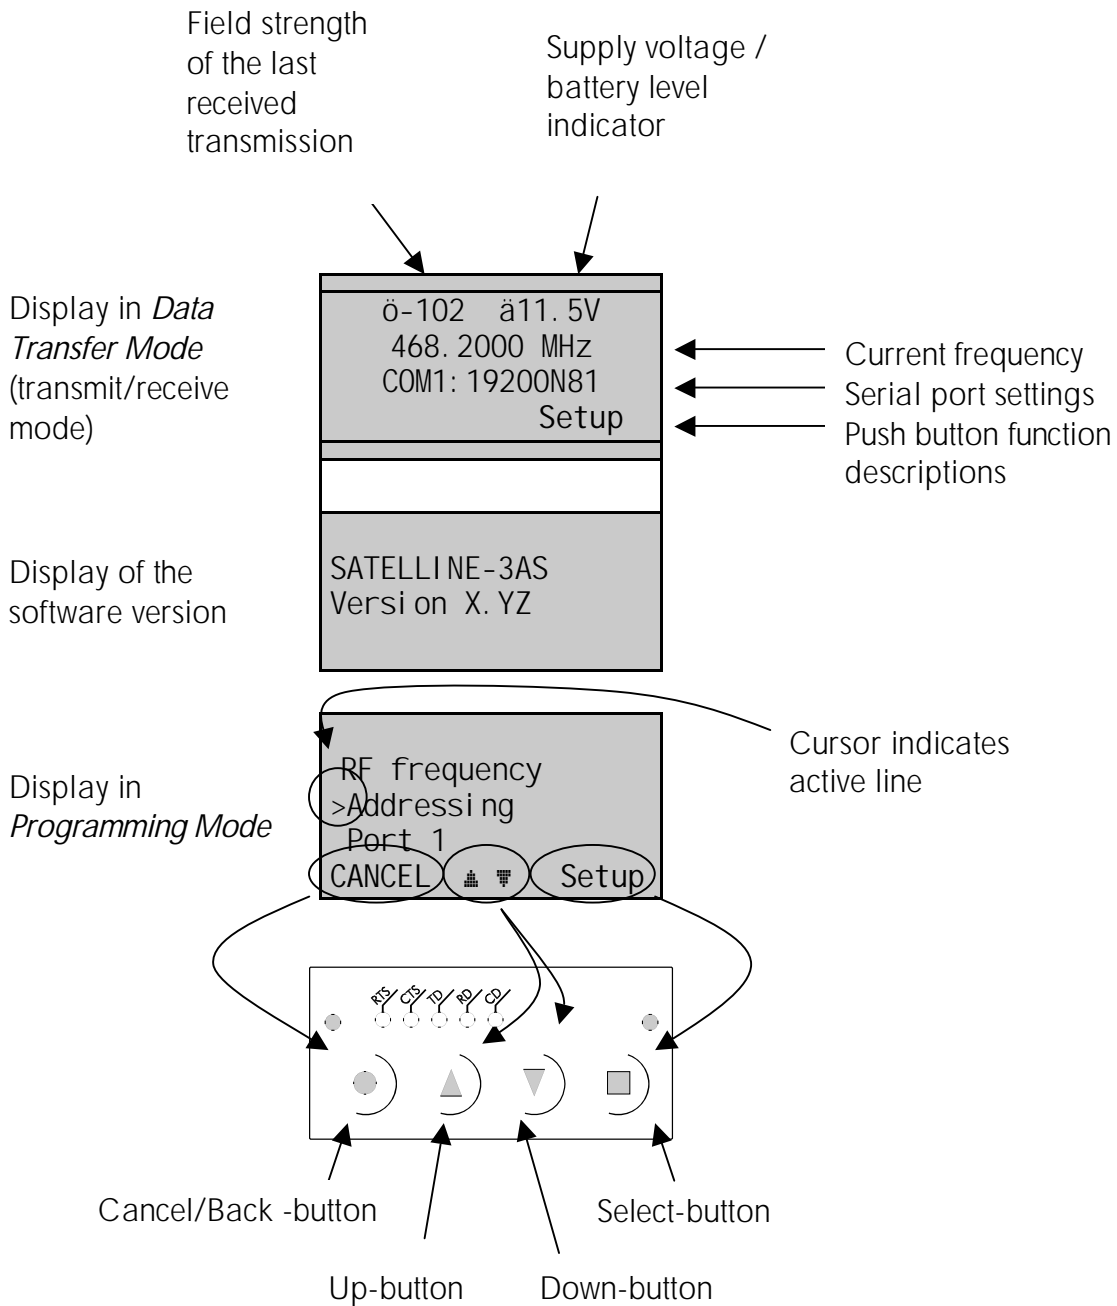 Field strength
of the last
received
transmission
Supply voltage /
battery level
indicator
Display in Data
Transfer Mode
(transmit/receive
mode)
ö-102 ä11.5V
468.2000 MHz
COM1:19200N81
Setup
Current frequency
Serial port settings
Push button function
descriptions
Display of the
software version
SATELLINE-3AS
Version X.YZ
Display in
Programming Mode
RF frequency
>Addressing
Port 1
CANCEL Setup
Cursor indicates
active line
RTS CTS TD RD CD
Cancel/Back -button
Select-button
Up-button
Down-button